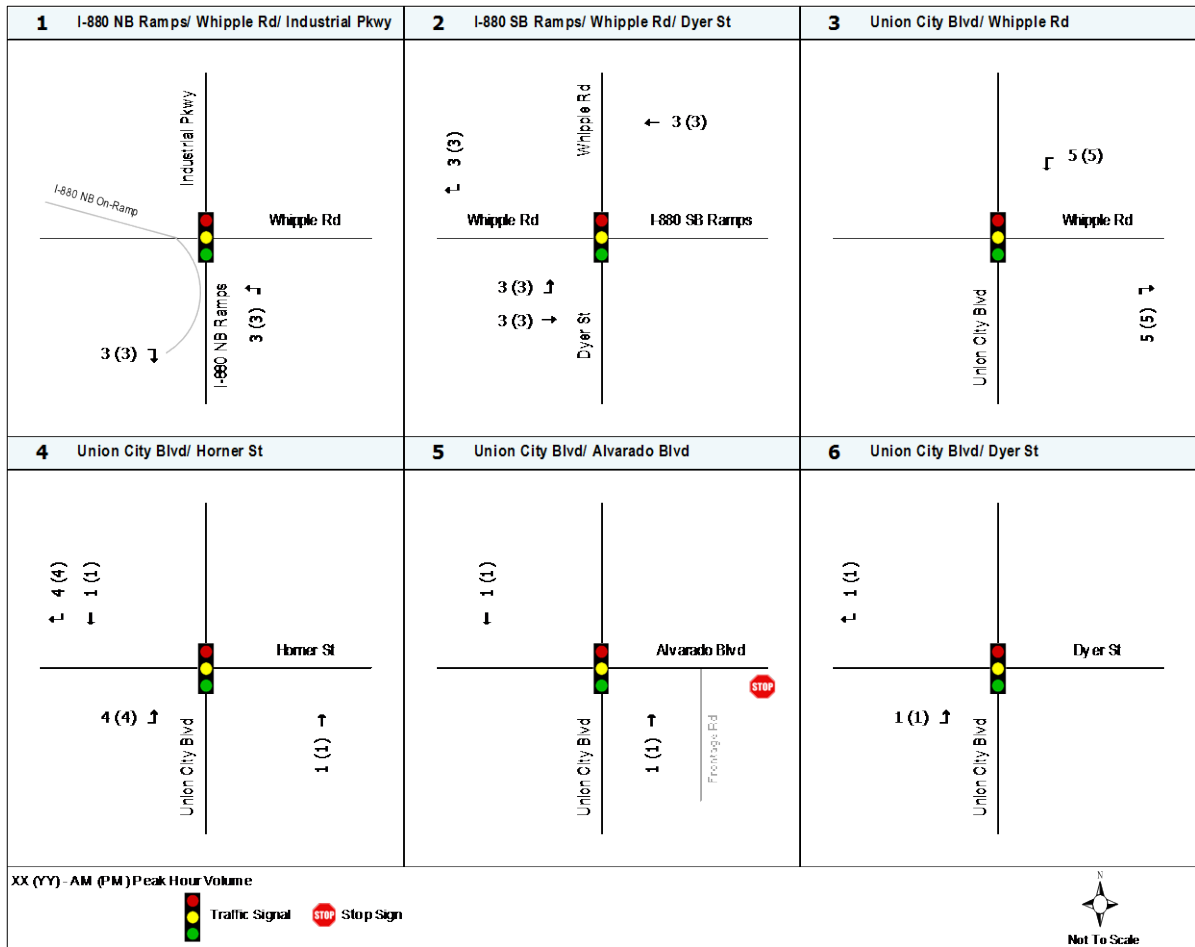 1 I-880 NB Ramps/ Whipple Rd/ Industrial Pkwy
Industrial Pkwy
I-880 NB On-Ramp
Whipple Rd
I-880 NB Ramps
3 (3)
3 (3)
2 I-880 SB Ramps/ Whipple Rd/ Dyer St
Whipple Rd
3 (3)
3 (3)
Whipple Rd
I-880 SB Ramps
3 (3)
3 (3)
Dyer St
3 Union City Blvd/ Whipple Rd
5 (5)
Whipple Rd
Union City Blvd
5 (5)
4 Union City Blvd/ Horner St
4 (4)
1 (1)
Horner St
4 (4)
Union City Blvd
1 (1)
5 Union City Blvd/ Alvarado Blvd
1 (1)
Alvarado Blvd
STOP
Union City Blvd
1 (1)
Frontage Rd
6 Union City Blvd/ Dyer St
1 (1)
Dyer St
1 (1)
Union City Blvd
XX (YY) - AM (PM) Peak Hour Volume
Traffic Signal
STOP Stop Sign
N
Not To Scale